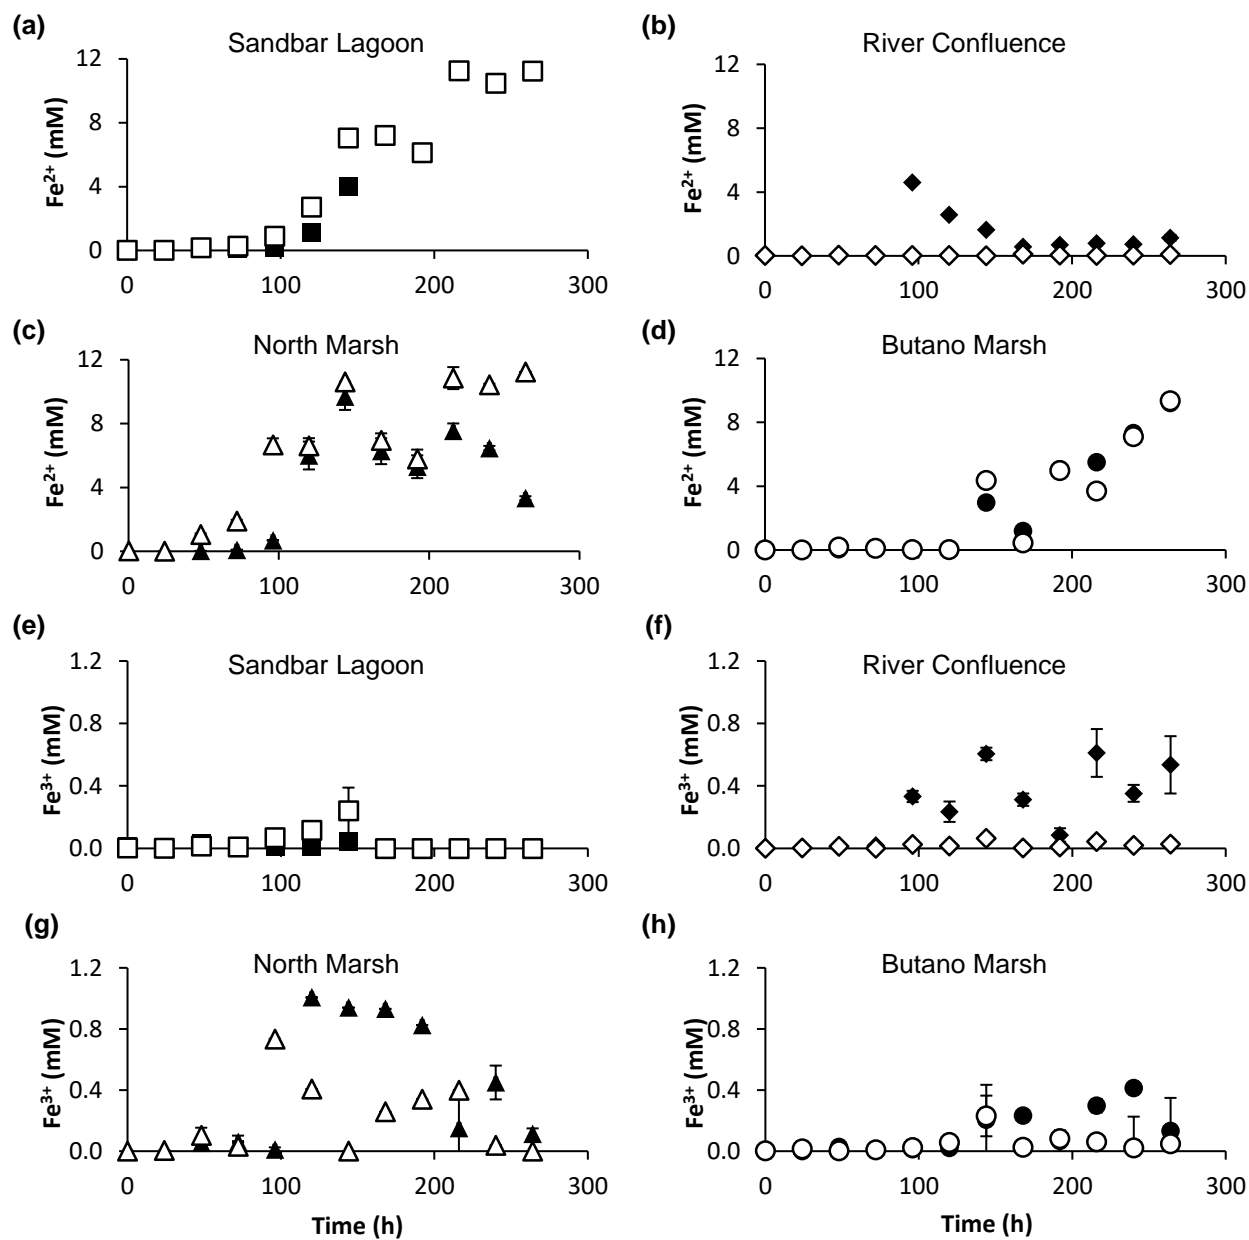 (a)
Sandbar Lagoon
Fe2+ (mM)
12
8
4
0
0 100 200 300
(b)
River Confluence
Fe2+ (mM)
12
8
4
0
0 100 200 300
(c)
North Marsh
Fe2+ (mM)
12
8
4
0
0 100 200 300
(d)
Butano Marsh
Fe2+ (mM)
12
8
4
0
0 100 200 300
(e)
Sandbar Lagoon
Fe3+ (mM)
1.2
0.8
0.4
0.0
0 100 200 300
(f)
River Confluence
Fe3+ (mM)
1.2
0.8
0.4
0.0
0 100 200 300
(g)
North Marsh
Fe3+ (mM)
1.2
0.8
0.4
0.0
0 100 200 300
Time (h)
(h)
Butano Marsh
Fe3+ (mM)
1.2
0.8
0.4
0.0
0 100 200 300
Time (h)